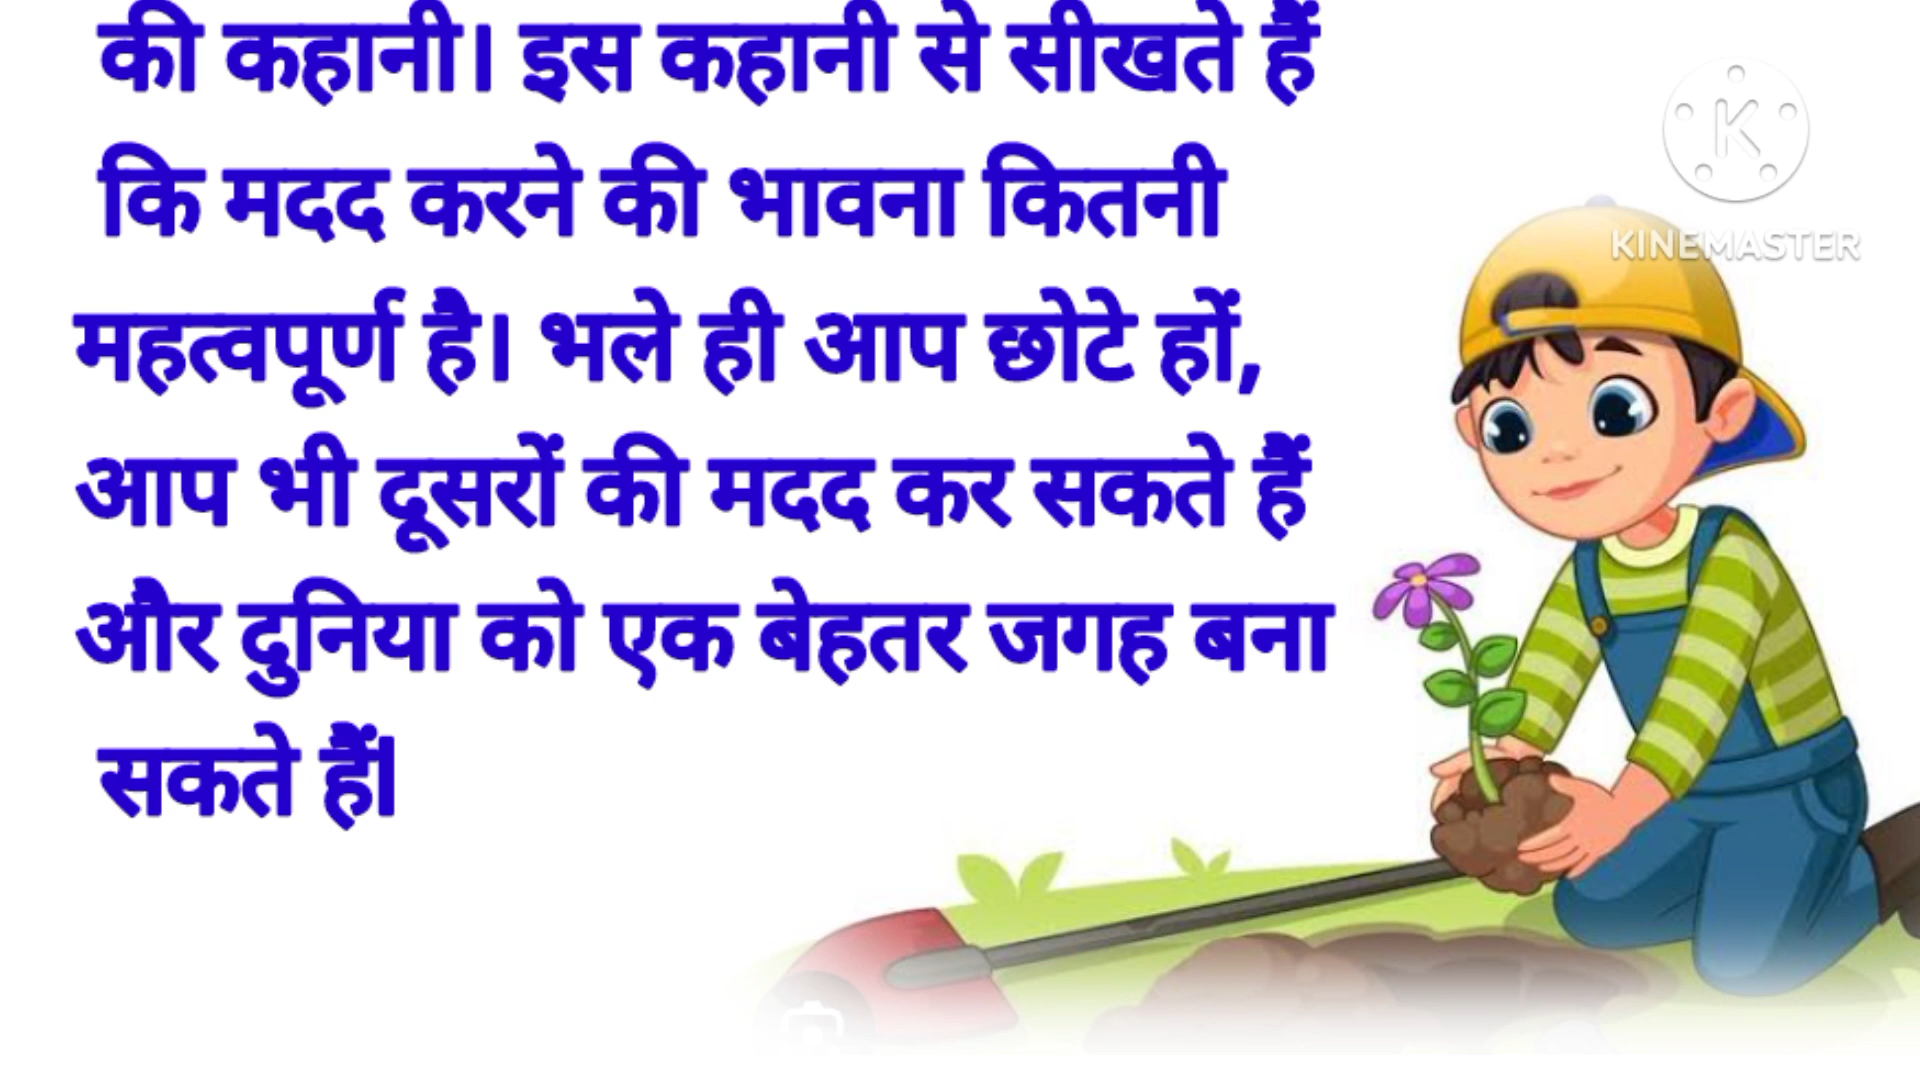 की कहानी। इस कहानी से सीखते हैं
कि मदद करने की भावना कितनी
महत्वपूर्ण है। भले ही आप छोटे हों,
आप भी दूसरों की मदद कर सकते हैं
और दुनिया को एक बेहतर जगह बना
सकते हैं।
K
KINEMASTER